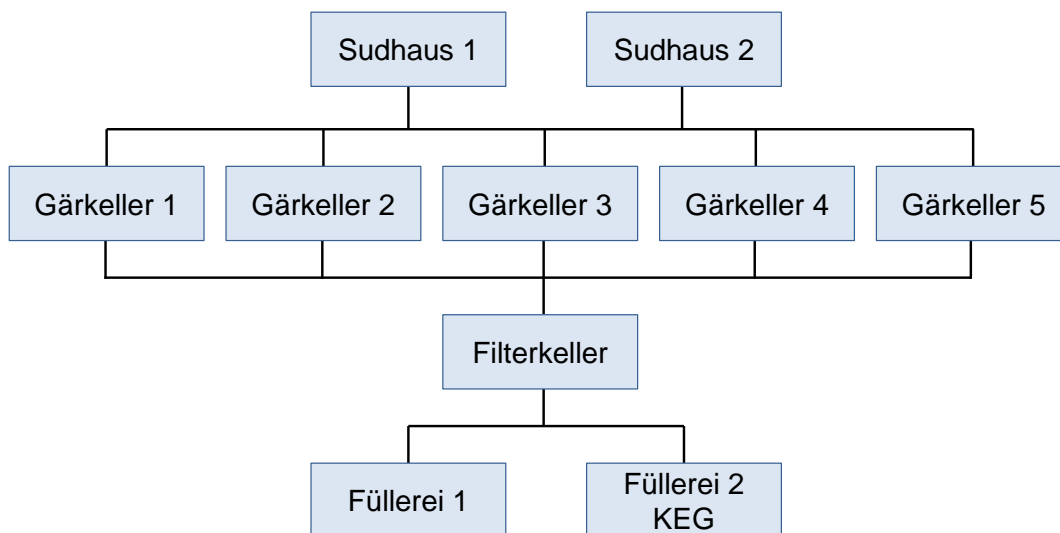 Sudhaus 1
Sudhaus 2
Gärkeller 1
Gärkeller 2
Gärkeller 3
Gärkeller 4
Gärkeller 5
Filterkeller
Füllerei 1
Füllerei 2
KEG